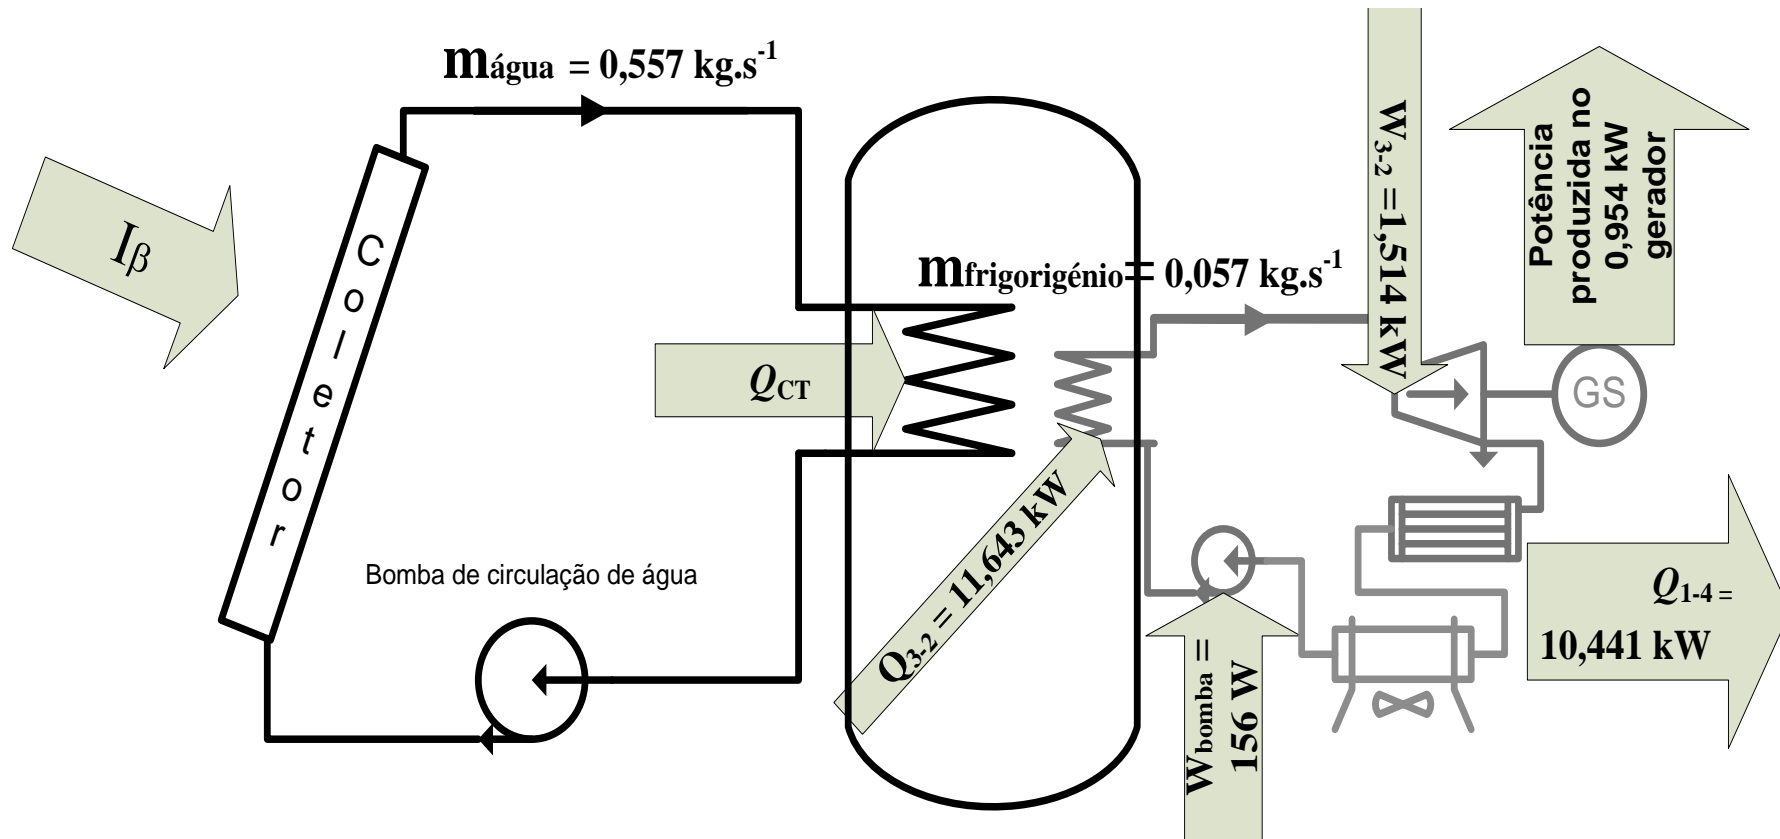 mágua = 0,557 kg.s-1
Iβ
Coletor
QCT
mfrigorigénio = 0,057 kg.s-1
W3-2 =1,514 kW
Potência
produzida no
0,954 kW
gerador
GS
Q3-2 = 11,643 kW
Bomba de circulação de água
Wbomba =
156 W
Q1-4 =
10,441 kW